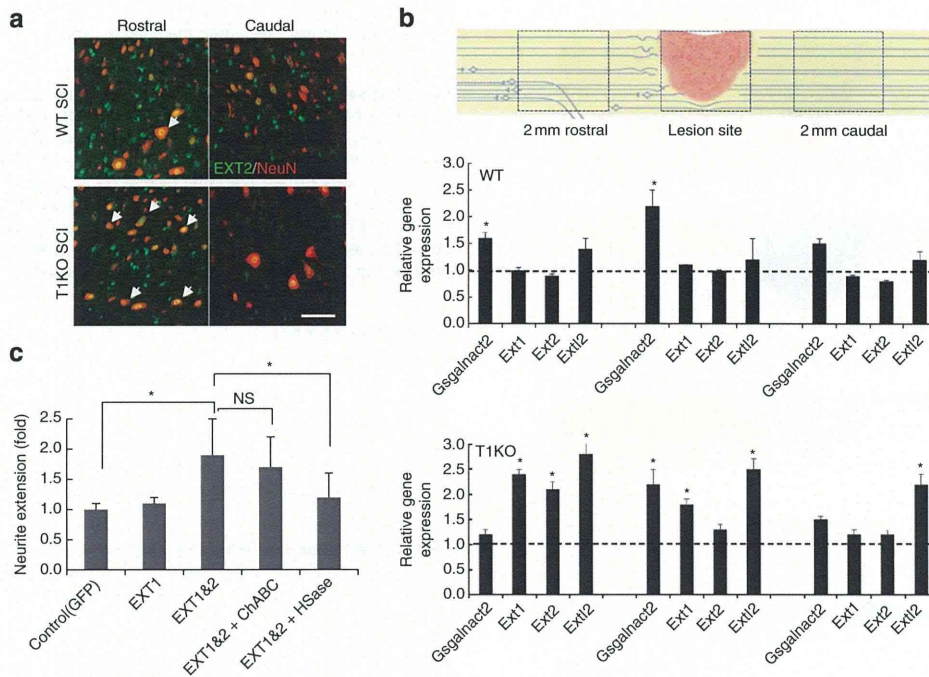 a
Rostral
Caudal
WT SCI
EXT2/NeuN
T1KO SCI
b
2 mm rostral
Lesion site
2 mm caudal
WT
Relative gene
expression
3.0
2.5
2.0
1.5
1.0
0.5
0.0
*
*
Gsgalnact2
Ext1
Ext2
Extl2
Gsgalnact2
Ext1
Ext2
Extl2
Gsgalnact2
Ext1
Ext2
Extl2
T1KO
Relative gene
expression
3.0
2.5
2.0
1.5
1.0
0.5
0.0
*
*
*
*
*
*
*
Gsgalnact2
Ext1
Ext2
Extl2
Gsgalnact2
Ext1
Ext2
Extl2
Gsgalnact2
Ext1
Ext2
Extl2
c
Neurite extension (fold)
2.5
2.0
1.5
1.0
0.5
0.0
*
*
NS
Control(GFP)
EXT1
EXT1&2
EXT1&2 + ChABC
EXT1&2 + HSase